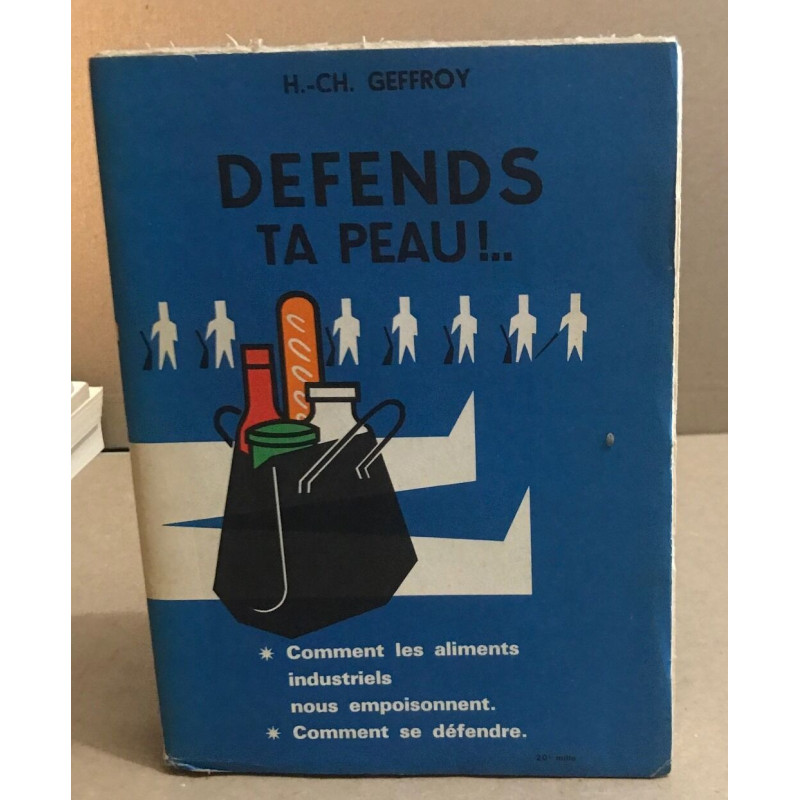 H.-CH. GEFFROY
DEFENDS
TA PEAU!..
✷ Comment les aliments
industriels
nous empoisonnent.
✷ Comment se défendre.